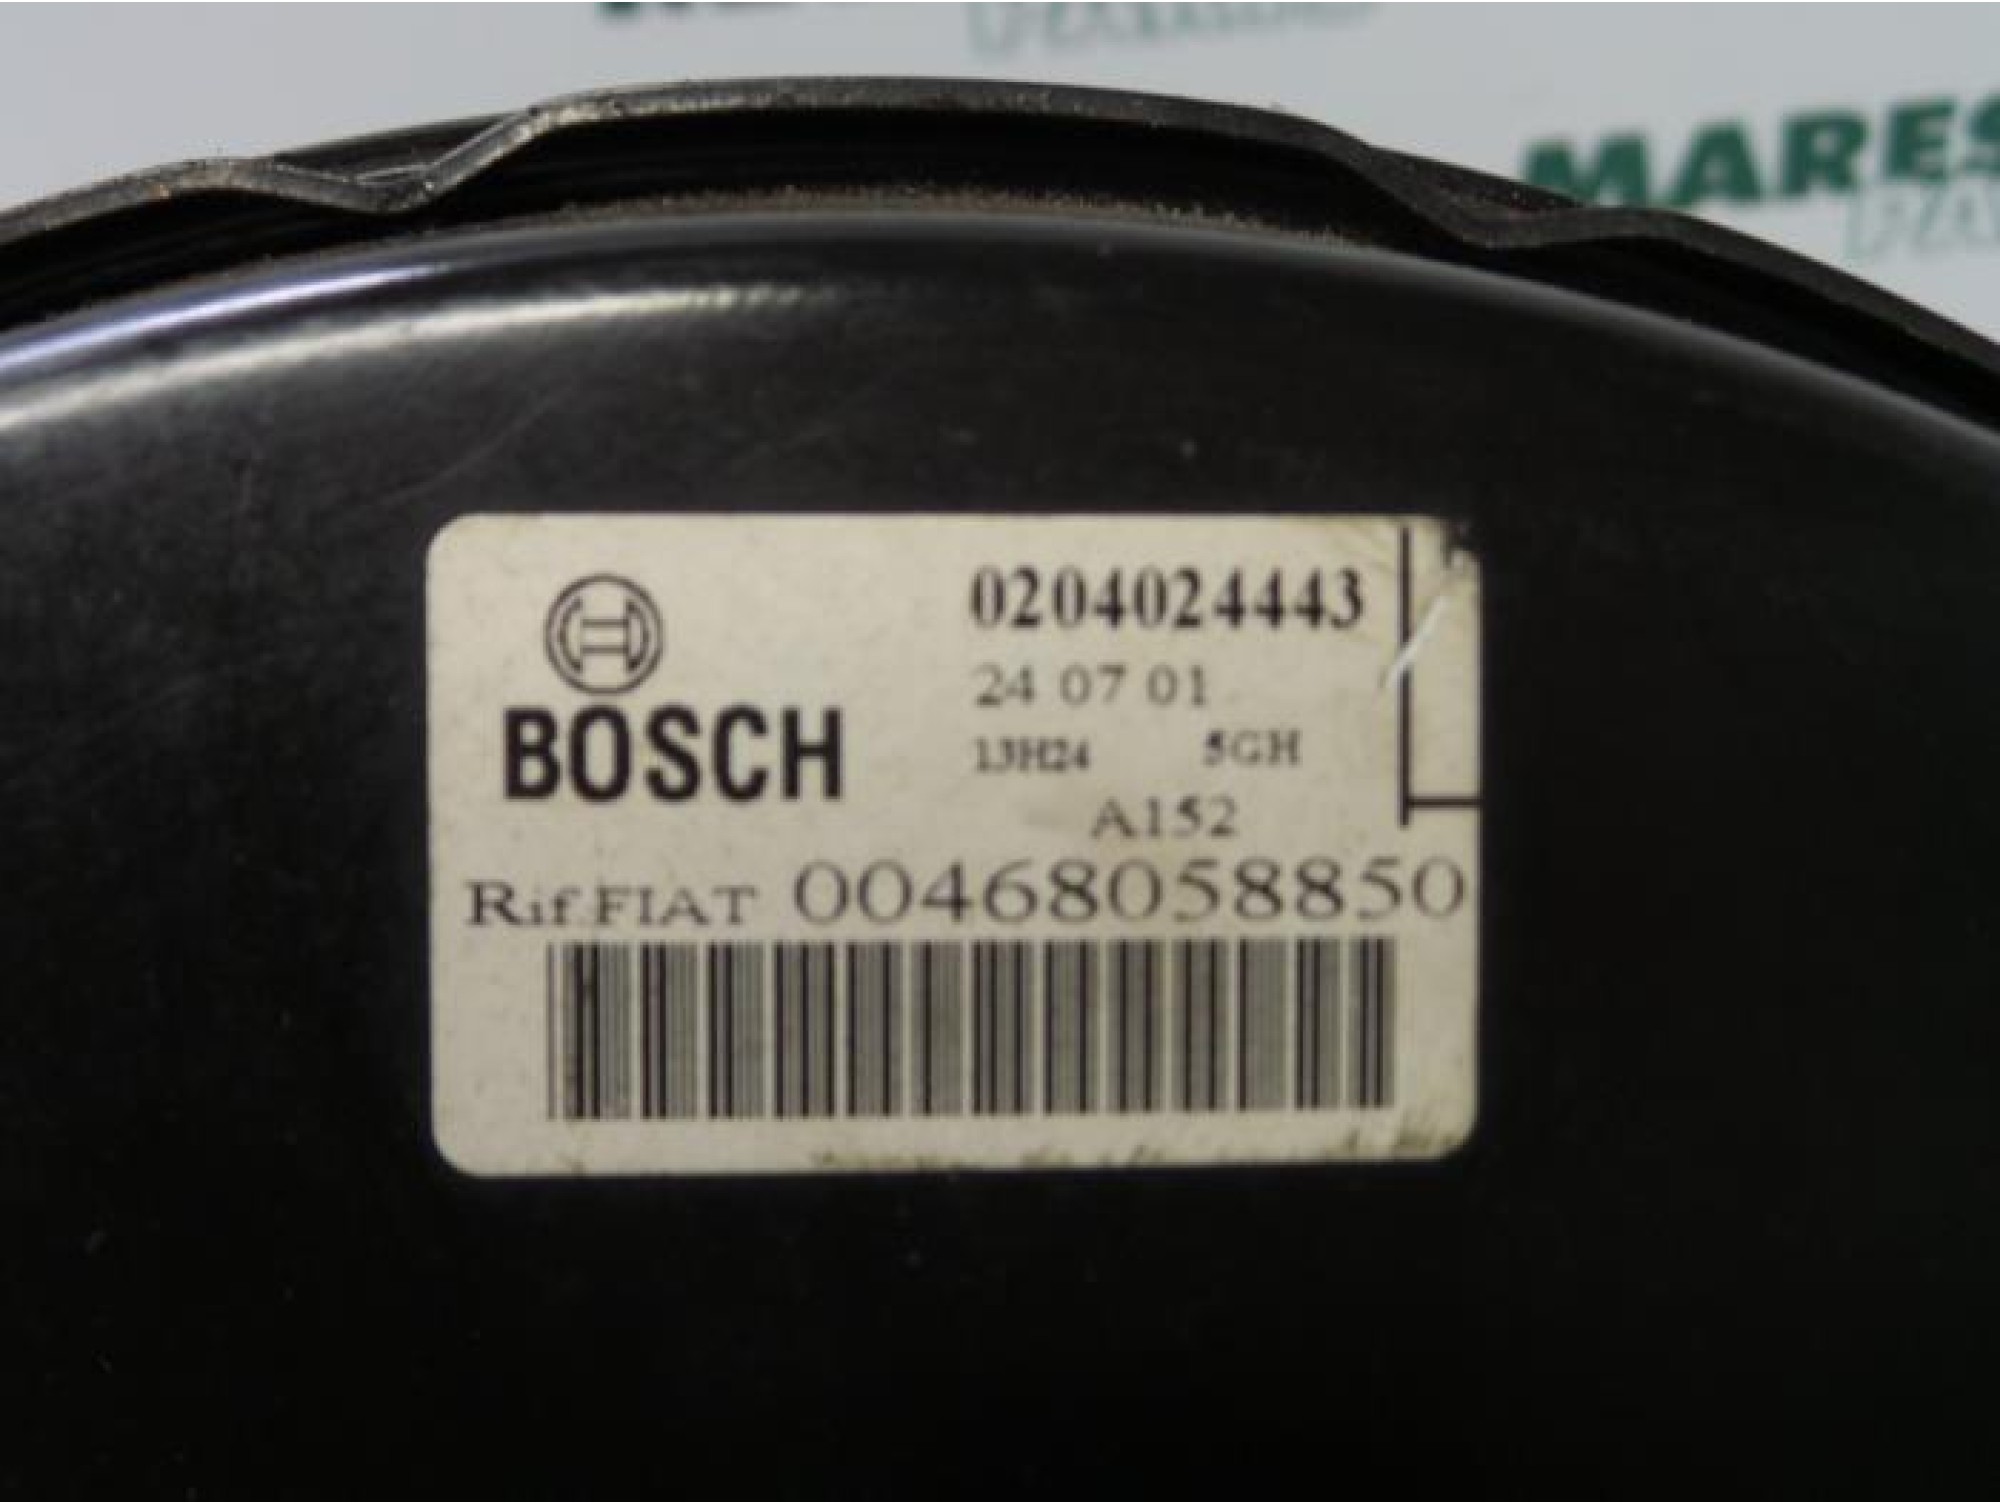 MARES
BOSCH
0204024443
24 07 01
13H24 5GH
A152
Rif.FIAT 00468058850